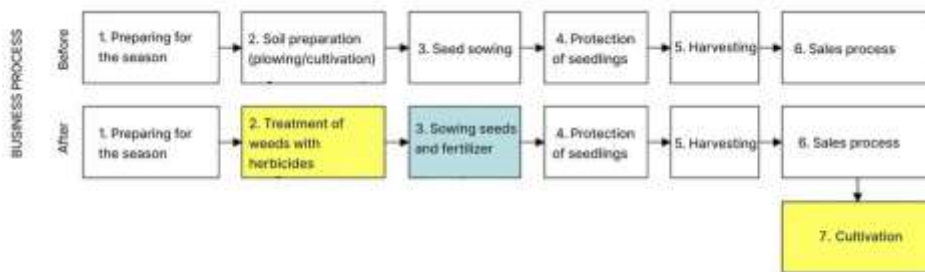 BUSINESS PROCESS
Before
1. Preparing for
the season
2. Soil preparation
(plowing/cultivation)
3. Seed sowing
4. Protection
of seedlings
5. Harvesting
6. Sales process
After
1. Preparing for
the season
2. Treatment of
weeds with
herbicides
3. Sowing seeds
and fertilizer
4. Protection
of seedlings
5. Harvesting
6. Sales process
7. Cultivation